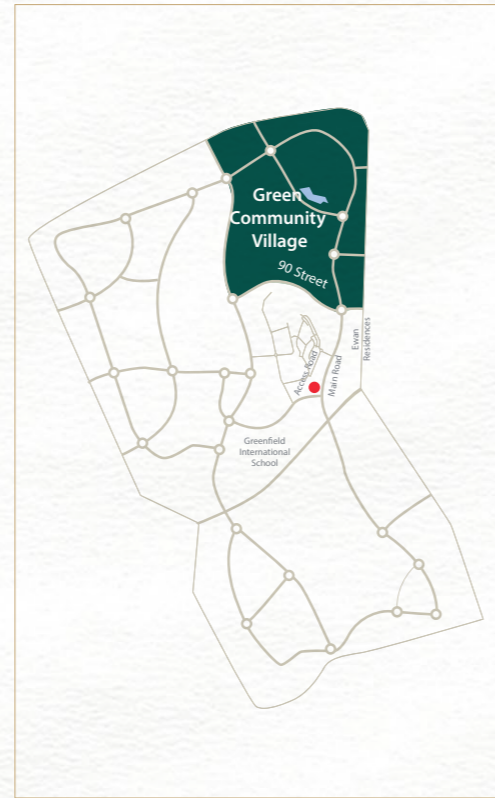 Green
Community
Village
90 Street
Ewan
Residences
Access Road
Main Road
Greenfield
International
School